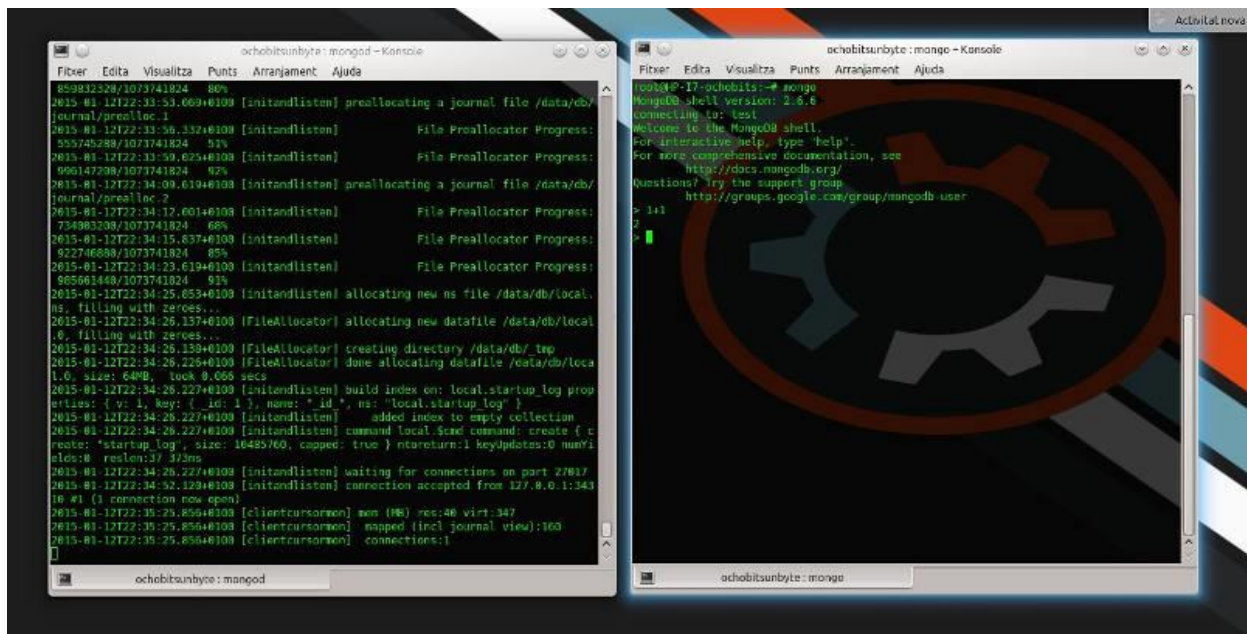 Activitat nova
ochobitsunbyte : mongod – Konsole
Fitxer Edita Visualitza Punts Arranjament Ajuda
859832320/1073741824 80%
2015-01-12T22:33:53.069+0100 [initandlisten] preallocating a journal file /data/db/
journal/prealloc.1
2015-01-12T22:33:56.332+0100 [initandlisten] File Preallocator Progress:
555745280/1073741824 51%
2015-01-12T22:33:59.025+0100 [initandlisten] File Preallocator Progress:
996147200/1073741824 92%
2015-01-12T22:34:09.619+0100 [initandlisten] preallocating a journal file /data/db/
journal/prealloc.2
2015-01-12T22:34:12.001+0100 [initandlisten] File Preallocator Progress:
734003200/1073741824 68%
2015-01-12T22:34:15.837+0100 [initandlisten] File Preallocator Progress:
922746880/1073741824 85%
2015-01-12T22:34:23.619+0100 [initandlisten] File Preallocator Progress:
985661440/1073741824 91%
2015-01-12T22:34:25.853+0100 [initandlisten] allocating new ns file /data/db/local.
ns, filling with zeroes...
2015-01-12T22:34:26.137+0100 [FileAllocator] allocating new datafile /data/db/local
.0, filling with zeroes...
2015-01-12T22:34:26.138+0100 [FileAllocator] creating directory /data/db/_tmp
2015-01-12T22:34:26.226+0100 [FileAllocator] done allocating datafile /data/db/loca
l.0, size: 64MB, took 0.066 secs
2015-01-12T22:34:26.227+0100 [initandlisten] build index on: local.startup_log prop
erties: { v: 1, key: { _id: 1 }, name: "_id_", ns: "local.startup_log" }
2015-01-12T22:34:26.227+0100 [initandlisten] added index to empty collection
2015-01-12T22:34:26.227+0100 [initandlisten] command local.$cmd command: create { c
reate: "startup_log", size: 10485760, capped: true } ntoreturn:1 keyUpdates:0 numYi
elds:0 reslen:37 373ms
2015-01-12T22:34:26.227+0100 [initandlisten] waiting for connections on port 27017
2015-01-12T22:34:52.120+0100 [initandlisten] connection accepted from 127.0.0.1:343
10 #1 (1 connection now open)
2015-01-12T22:35:25.856+0100 [clientcursormon] mem (MB) res:40 virt:347
2015-01-12T22:35:25.856+0100 [clientcursormon] mapped (incl journal view):160
2015-01-12T22:35:25.856+0100 [clientcursormon] connections:1
ochobitsunbyte : mongod
ochobitsunbyte : mongo – Konsole
Fitxer Edita Visualitza Punts Arranjament Ajuda
root@HP-I7-ochobits:~# mongo
MongoDB shell version: 2.6.6
connecting to: test
Welcome to the MongoDB shell.
For interactive help, type "help".
For more comprehensive documentation, see
http://docs.mongodb.org/
Questions? Try the support group
http://groups.google.com/group/mongodb-user
> 1+1
2
>
ochobitsunbyte : mongo